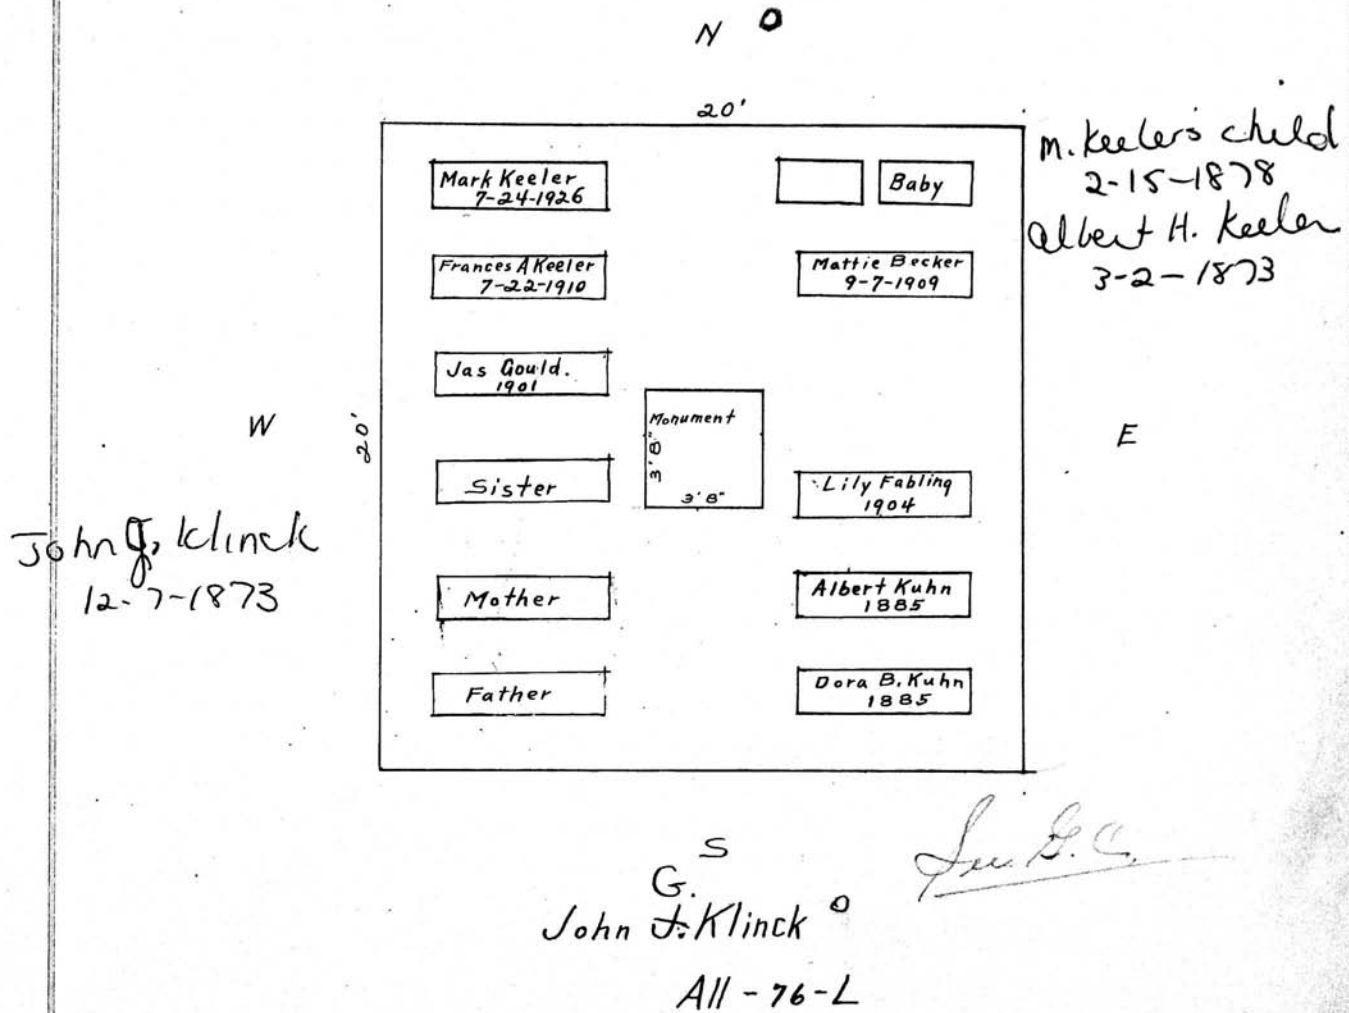 N O
20'
M. Keeler's child
2-15-1878
Albert H. Keeler
3-2-1873
Mark Keeler
7-24-1926
Baby
Frances A Keeler
7-22-1910
Mattie Becker
9-7-1909
Jas Gould.
1901
W
20'
Monument
3' 8"
3' 8"
E
Sister
Lily Fabling
1904
John J. Klinck
12-7-1873
Mother
Albert Kuhn
1885
Father
Dora B. Kuhn
1885
S
G.
John J. Klinck O
All - 76 - L